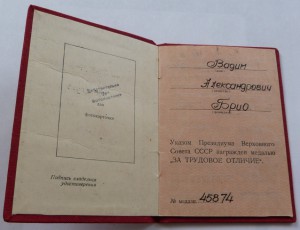 Подпись владельца
удостоверения
Вадим
Александрович
Брио
Указом Президиума Верховного
Совета СССР награжден медалью
"ЗА ТРУДОВОЕ ОТЛИЧИЕ".
№ медали 45874